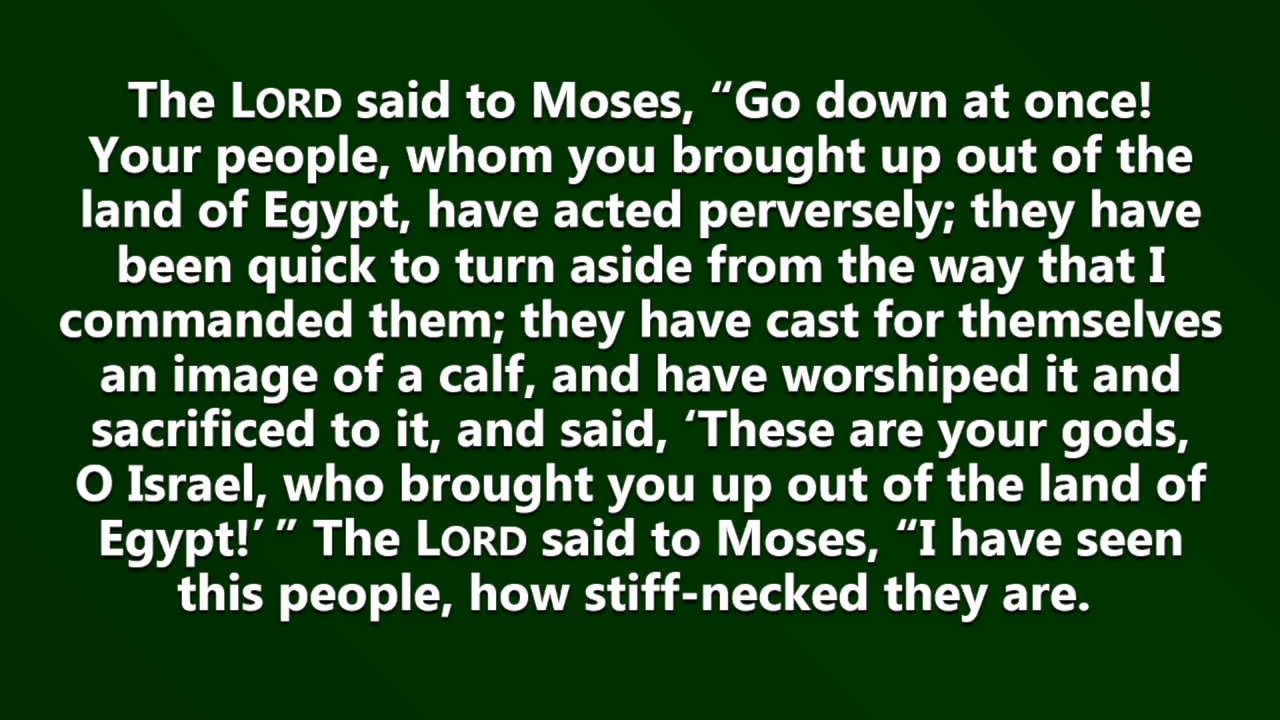 The LORD said to Moses, “Go down at once!
Your people, whom you brought up out of the
land of Egypt, have acted perversely; they have
been quick to turn aside from the way that I
commanded them; they have cast for themselves
an image of a calf, and have worshiped it and
sacrificed to it, and said, ‘These are your gods,
O Israel, who brought you up out of the land of
Egypt!’ ” The LORD said to Moses, “I have seen
this people, how stiff-necked they are.